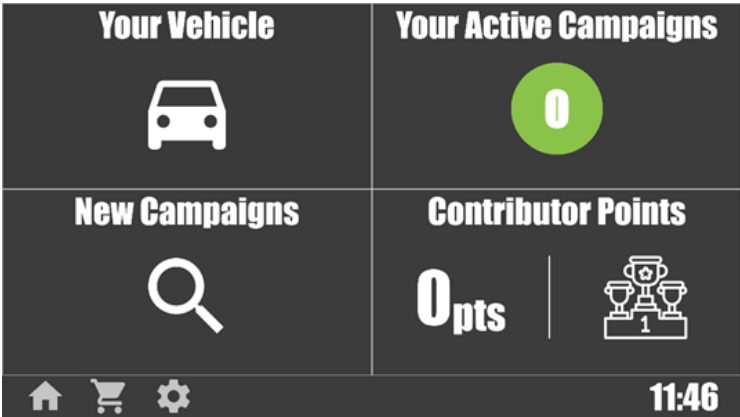 Your Vehicle
Your Active Campaigns
0
New Campaigns
Contributor Points
0pts
1
11:46